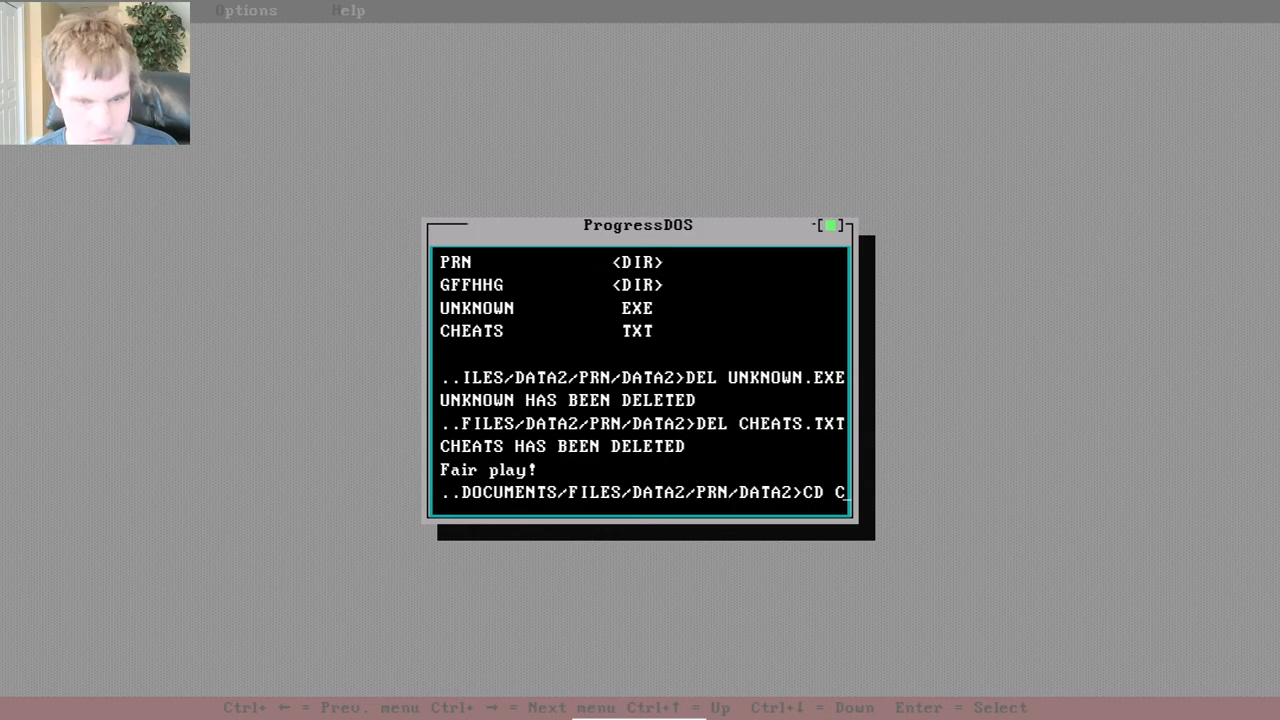 Options Help
ProgressDOS
PRN <DIR>
GFFHHG <DIR>
UNKNOWN EXE
CHEATS TXT
..ILES/DATA2/PRN/DATA2>DEL UNKNOWN.EXE
UNKNOWN HAS BEEN DELETED
..FILES/DATA2/PRN/DATA2>DEL CHEATS.TXT
CHEATS HAS BEEN DELETED
Fair play!
..DOCUMENTS/FILES/DATA2/PRN/DATA2>CD C_
Ctrl+ ← = Prev. menu Ctrl+ → = Next menu Ctrl+↑ = Up Ctrl+↓ = Down Enter = Select